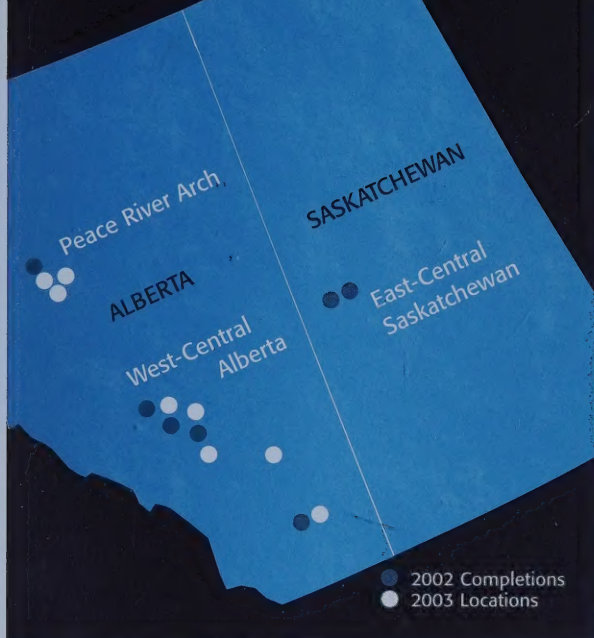 Peace River Arch
SASKATCHEWAN
ALBERTA
East-Central
Saskatchewan
West-Central
Alberta
2002 Completions
2003 Locations